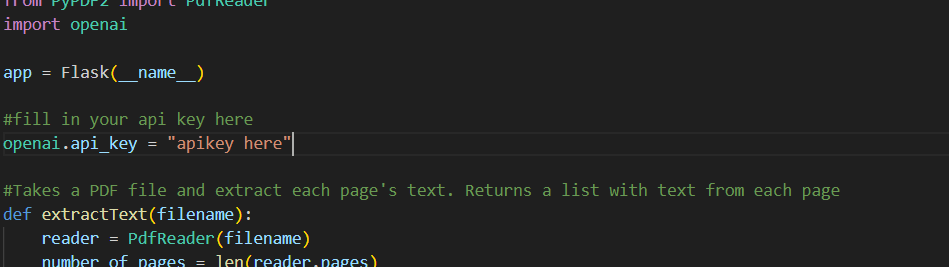 from PyPDF2 import PdfReader
import openai
app = Flask(__name__)
#fill in your api key here
openai.api_key = "apikey here"
#Takes a PDF file and extract each page's text. Returns a list with text from each page
def extractText(filename):
reader = PdfReader(filename)
number_of_pages = len(reader.pages)